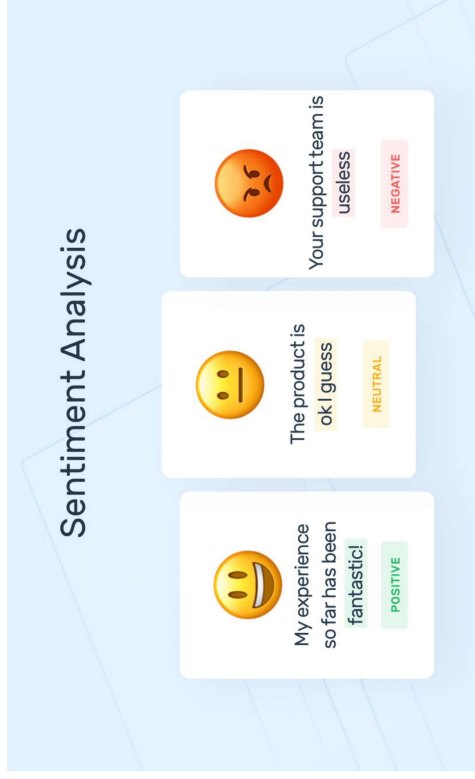 Sentiment Analysis
My experience
so far has been
fantastic!
POSITIVE
The product is
ok I guess
NEUTRAL
Your support team is
useless
NEGATIVE